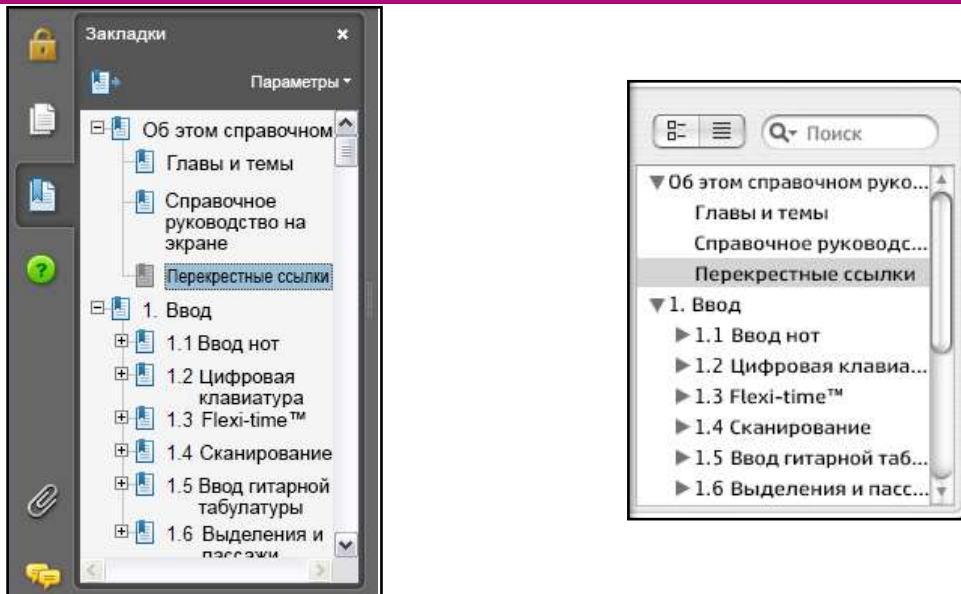 Закладки
Параметры
Об этом справочном
Главы и темы
Справочное
руководство на
экране
Перекрестные ссылки
1. Ввод
1.1 Ввод нот
1.2 Цифровая
клавиатура
1.3 Flexi-time™
1.4 Сканирование
1.5 Ввод гитарной
табулатуры
1.6 Выделения и
пассажи
Поиск
Об этом справочном руко...
Главы и темы
Справочное руководс...
Перекрестные ссылки
1. Ввод
1.1 Ввод нот
1.2 Цифровая клавиа...
1.3 Flexi-time™
1.4 Сканирование
1.5 Ввод гитарной таб...
1.6 Выделения и пасс...